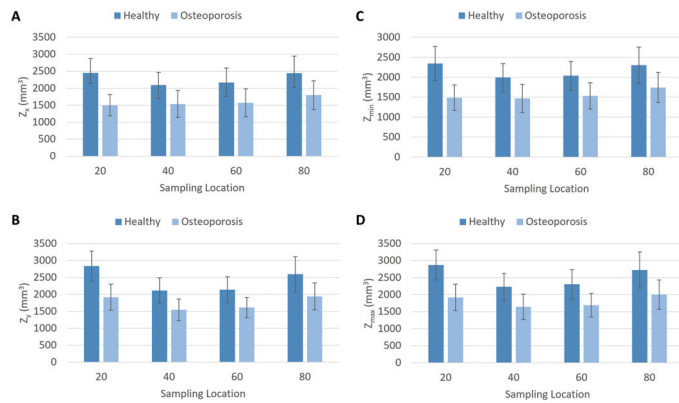 A
Healthy Osteoporosis
3500
3000
2500
2000
1500
1000
500
0
Zx (mm³)
20 40 60 80
Sampling Location
B
Healthy Osteoporosis
3500
3000
2500
2000
1500
1000
500
0
Zy (mm³)
20 40 60 80
Sampling Location
C
Healthy Osteoporosis
3000
2500
2000
1500
1000
500
0
Zmin (mm³)
20 40 60 80
Sampling Location
D
Healthy Osteoporosis
3500
3000
2500
2000
1500
1000
500
0
Zmax (mm³)
20 40 60 80
Sampling Location